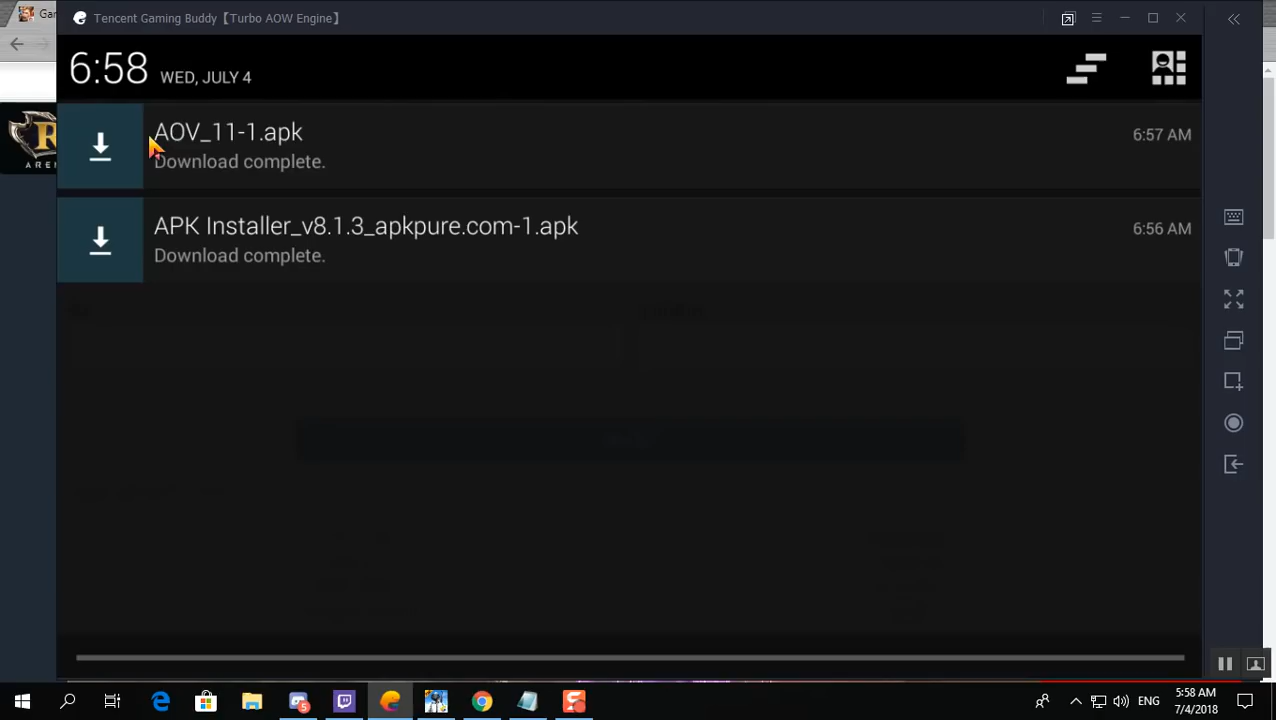 Gar
Tencent Gaming Buddy【Turbo AOW Engine】
6:58 WED, JULY 4
AOV_11-1.apk
6:57 AM
Download complete.
APK Installer_v8.1.3_apkpure.com-1.apk
6:56 AM
Download complete.
AREN
ENG
5:58 AM
7/4/2018